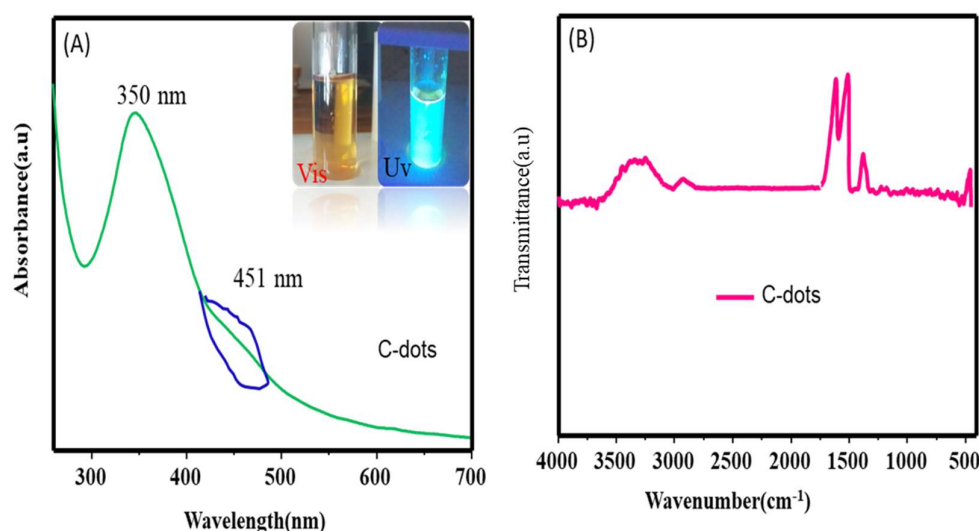 (A)
350 nm
451 nm
Vis
Uv
C-dots
Absorbance(a.u)
300
400
500
600
700
Wavelength(nm)
(B)
Transmittance(a.u)
C-dots
4000
3500
3000
2500
2000
1500
1000
500
Wavenumber(cm⁻¹)